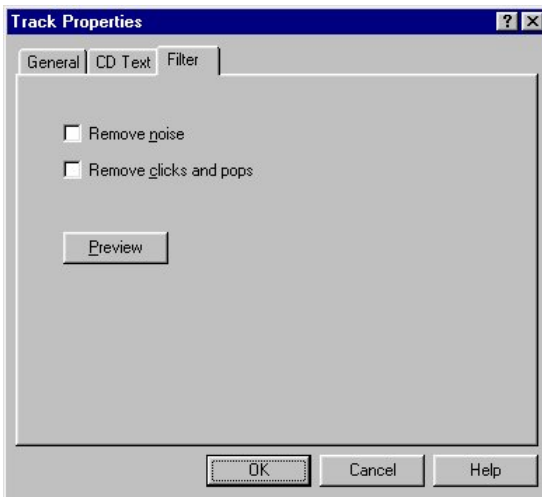 Track Properties
General CD Text Filter
Remove noise
Remove clicks and pops
Preview
OK Cancel Help